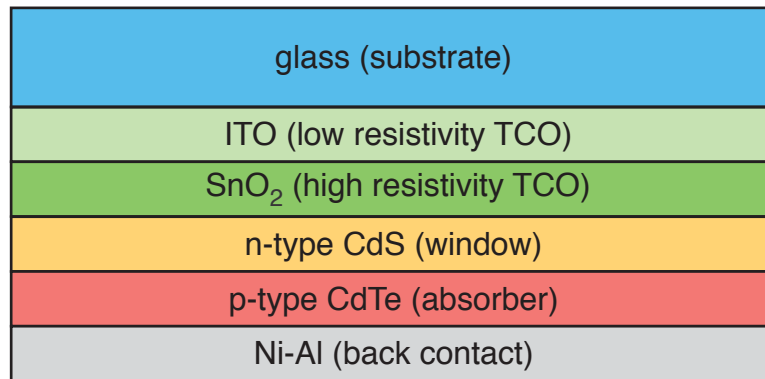 glass (substrate)
ITO (low resistivity TCO)
SnO₂ (high resistivity TCO)
n-type CdS (window)
p-type CdTe (absorber)
Ni-Al (back contact)